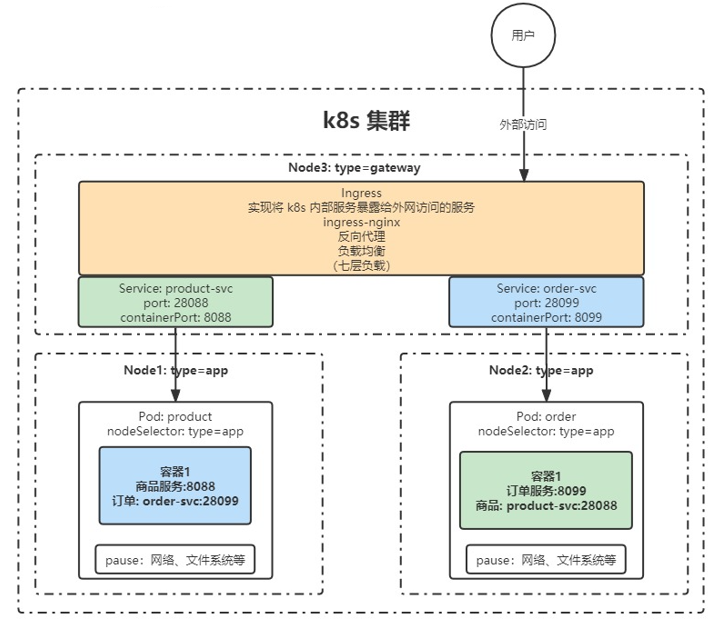 用户
外部访问
k8s 集群
Node3: type=gateway
Ingress
实现将 k8s 内部服务暴露给外网访问的服务
ingress-nginx
反向代理
负载均衡
（七层负载）
Service: product-svc
port: 28088
containerPort: 8088
Service: order-svc
port: 28099
containerPort: 8099
Node1: type=app
Pod: product
nodeSelector: type=app
容器1
商品服务:8088
订单: order-svc:28099
pause：网络、文件系统等
Node2: type=app
Pod: order
nodeSelector: type=app
容器1
订单服务:8099
商品: product-svc:28088
pause：网络、文件系统等